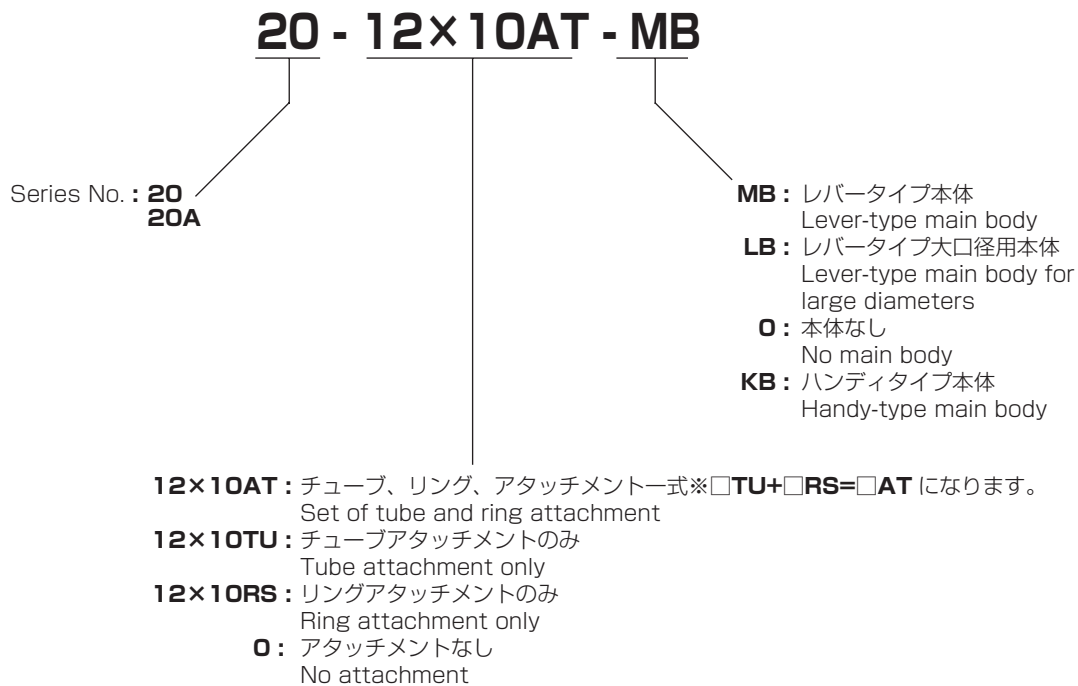 20 - 12×10AT - MB
Series No. : 20
20A
MB : レバータイプ本体
Lever-type main body
LB : レバータイプ大口径用本体
Lever-type main body for
large diameters
0 : 本体なし
No main body
KB : ハンディタイプ本体
Handy-type main body
12×10AT : チューブ、リング、アタッチメント一式※□TU+□RS=□AT になります。
Set of tube and ring attachment
12×10TU : チューブアタッチメントのみ
Tube attachment only
12×10RS : リングアタッチメントのみ
Ring attachment only
0 : アタッチメントなし
No attachment